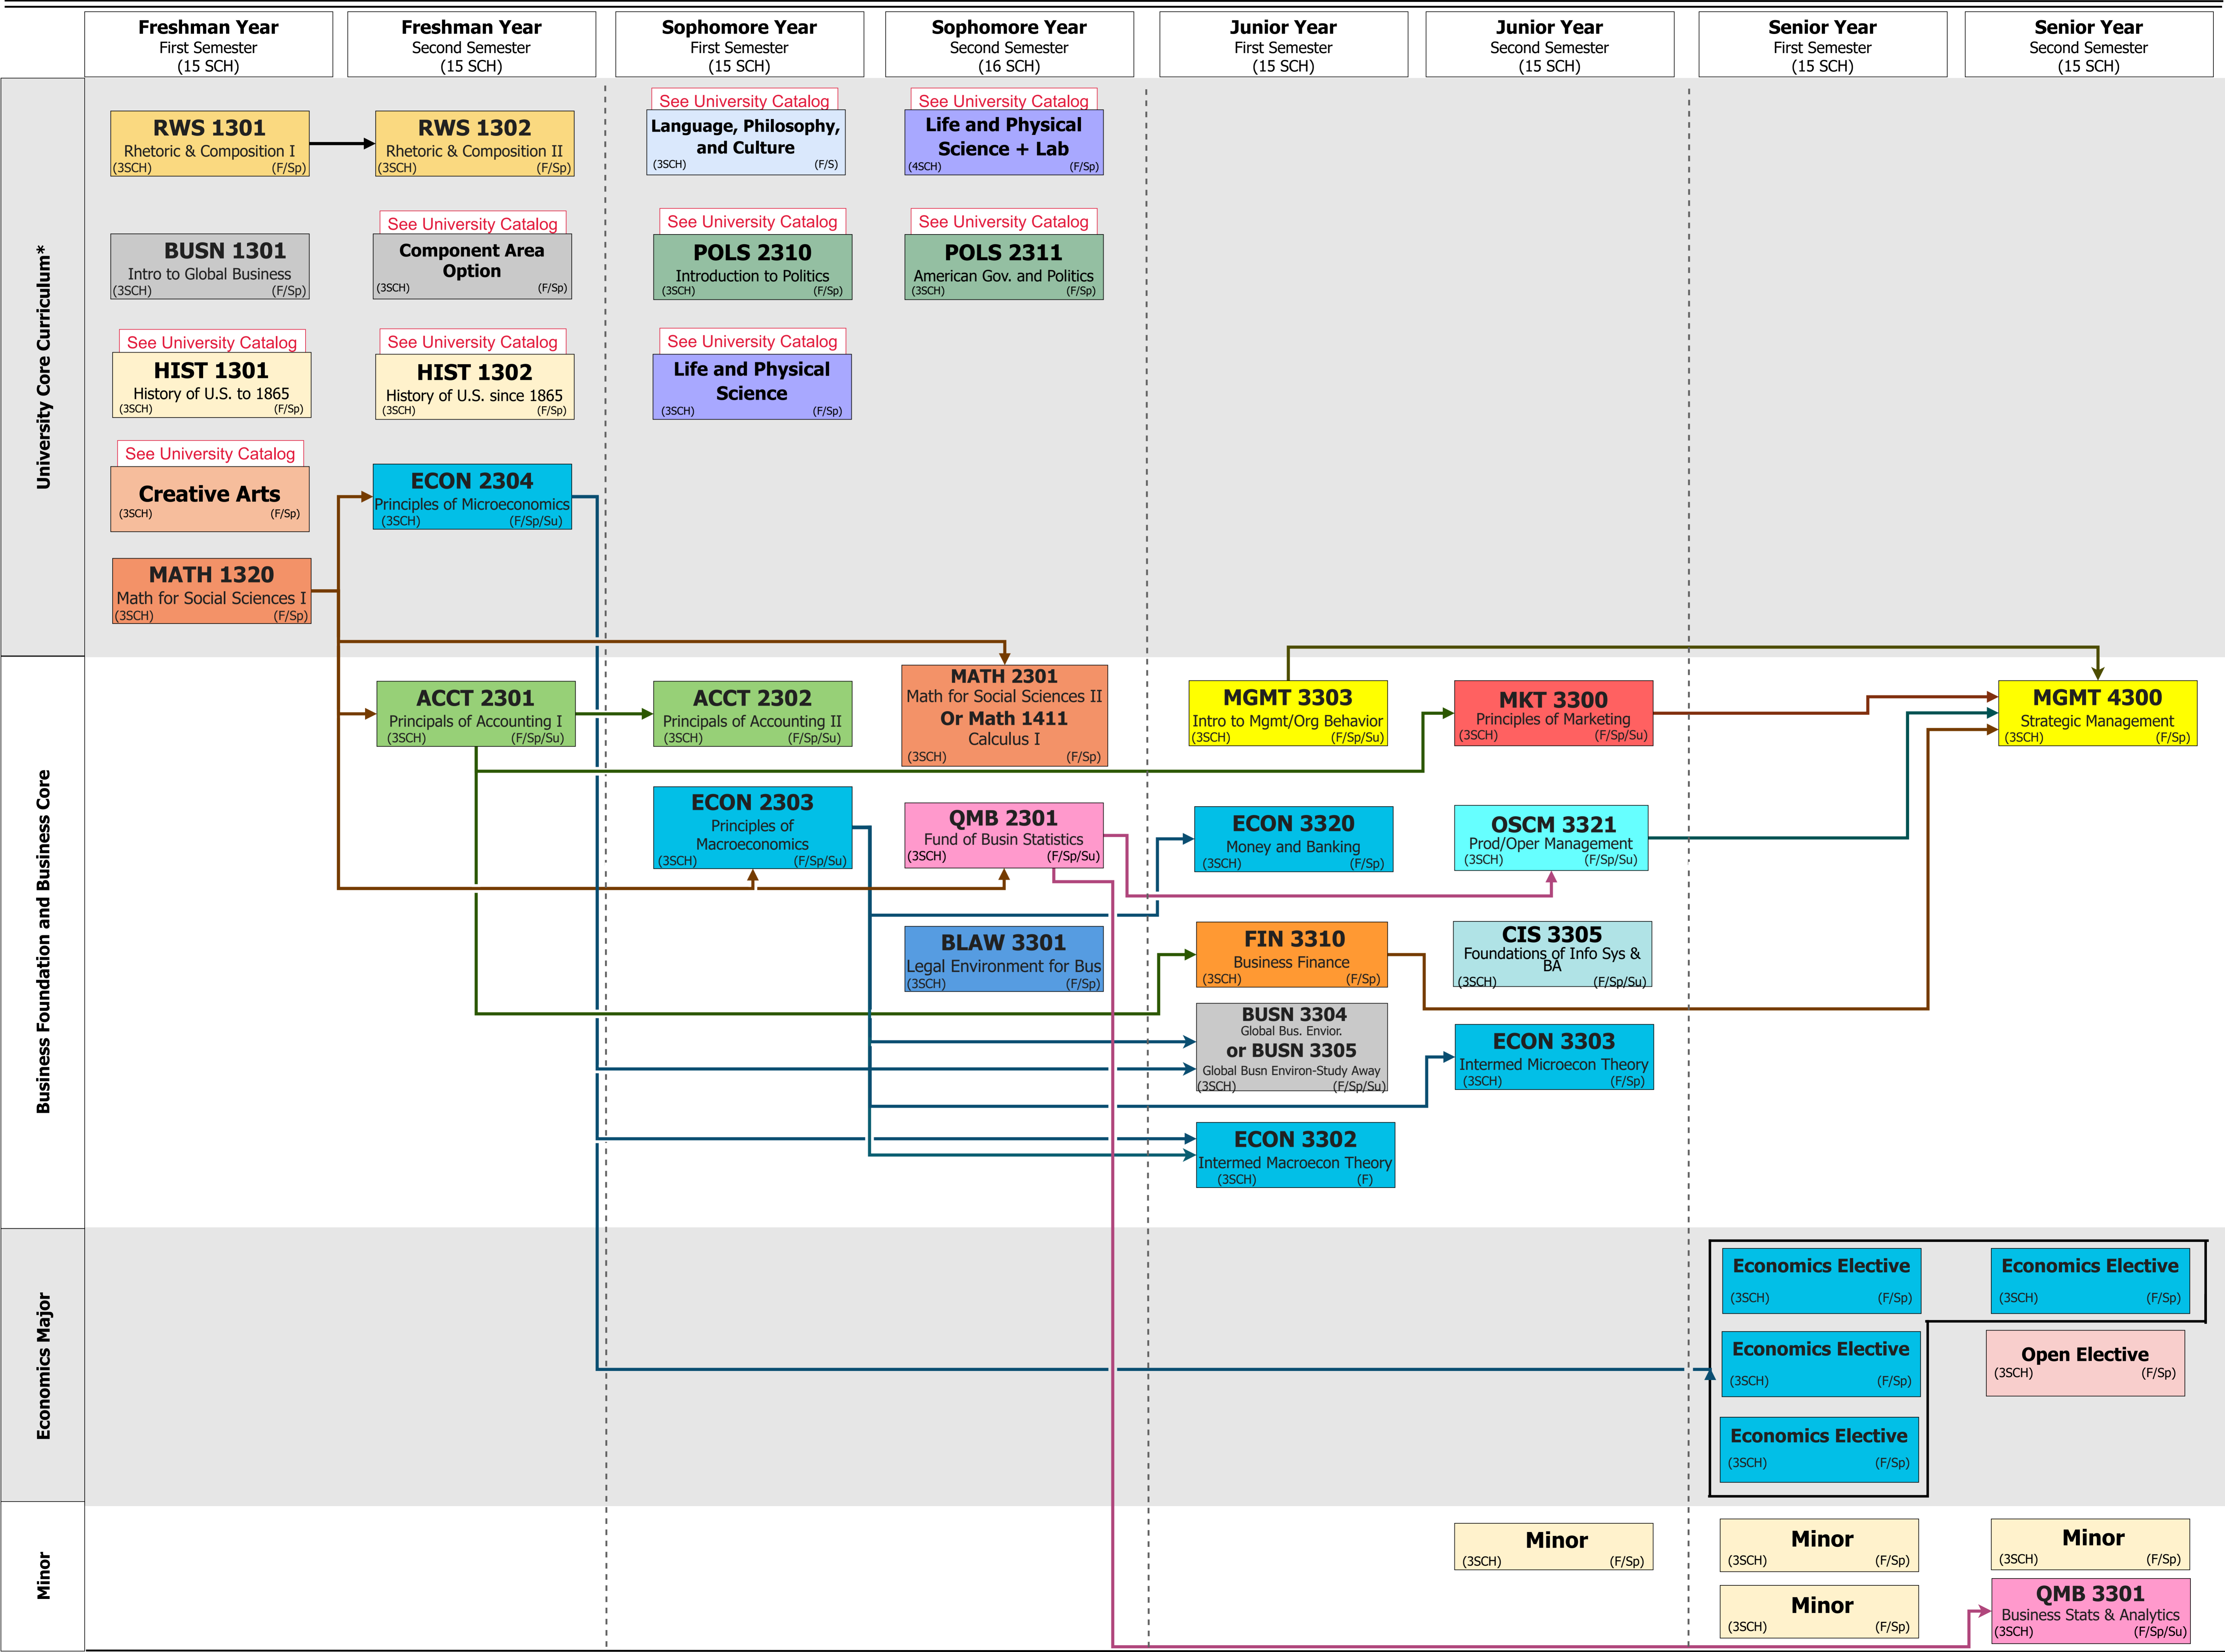 Freshman Year
First Semester
(15 SCH)
Freshman Year
Second Semester
(15 SCH)
Sophomore Year
First Semester
(15 SCH)
Sophomore Year
Second Semester
(16 SCH)
Junior Year
First Semester
(15 SCH)
Junior Year
Second Semester
(15 SCH)
Senior Year
First Semester
(15 SCH)
Senior Year
Second Semester
(15 SCH)
University Core Curriculum*
RWS 1301
Rhetoric & Composition I
(3SCH) (F/Sp)
RWS 1302
Rhetoric & Composition II
(3SCH) (F/Sp)
See University Catalog
Language, Philosophy,
and Culture
(3SCH) (F/S)
See University Catalog
Life and Physical
Science + Lab
(4SCH) (F/Sp)
BUSN 1301
Intro to Global Business
(3SCH) (F/Sp)
See University Catalog
Component Area
Option
(3SCH) (F/Sp)
See University Catalog
POLS 2310
Introduction to Politics
(3SCH) (F/Sp)
See University Catalog
POLS 2311
American Gov. and Politics
(3SCH) (F/Sp)
See University Catalog
HIST 1301
History of U.S. to 1865
(3SCH) (F/Sp)
See University Catalog
HIST 1302
History of U.S. since 1865
(3SCH) (F/Sp)
See University Catalog
Life and Physical
Science
(3SCH) (F/Sp)
See University Catalog
Creative Arts
(3SCH) (F/Sp)
ECON 2304
Principles of Microeconomics
(3SCH) (F/Sp/Su)
MATH 1320
Math for Social Sciences I
(3SCH) (F/Sp)
Business Foundation and Business Core
ACCT 2301
Principals of Accounting I
(3SCH) (F/Sp/Su)
ACCT 2302
Principals of Accounting II
(3SCH) (F/Sp/Su)
MATH 2301
Math for Social Sciences II
Or Math 1411
Calculus I
(3SCH) (F/Sp)
MGMT 3303
Intro to Mgmt/Org Behavior
(3SCH) (F/Sp/Su)
MKT 3300
Principles of Marketing
(3SCH) (F/Sp/Su)
MGMT 4300
Strategic Management
(3SCH) (F/Sp)
ECON 2303
Principles of
Macroeconomics
(3SCH) (F/Sp/Su)
QMB 2301
Fund of Busin Statistics
(3SCH) (F/Sp/Su)
ECON 3320
Money and Banking
(3SCH) (F/Sp)
OSCM 3321
Prod/Oper Management
(3SCH) (F/Sp/Su)
BLAW 3301
Legal Environment for Bus
(3SCH) (F/Sp)
FIN 3310
Business Finance
(3SCH) (F/Sp)
CIS 3305
Foundations of Info Sys &
BA
(3SCH) (F/Sp/Su)
BUSN 3304
Global Bus. Envior.
or BUSN 3305
Global Busn Environ-Study Away
(3SCH) (F/Sp/Su)
ECON 3303
Intermed Microecon Theory
(3SCH) (F/Sp)
ECON 3302
Intermed Macroecon Theory
(3SCH) (F)
Economics Major
Economics Elective
(3SCH) (F/Sp)
Economics Elective
(3SCH) (F/Sp)
Economics Elective
(3SCH) (F/Sp)
Open Elective
(3SCH) (F/Sp)
Economics Elective
(3SCH) (F/Sp)
Minor
Minor
(3SCH) (F/Sp)
Minor
(3SCH) (F/Sp)
Minor
(3SCH) (F/Sp)
Minor
(3SCH) (F/Sp)
QMB 3301
Business Stats & Analytics
(3SCH) (F/Sp/Su)